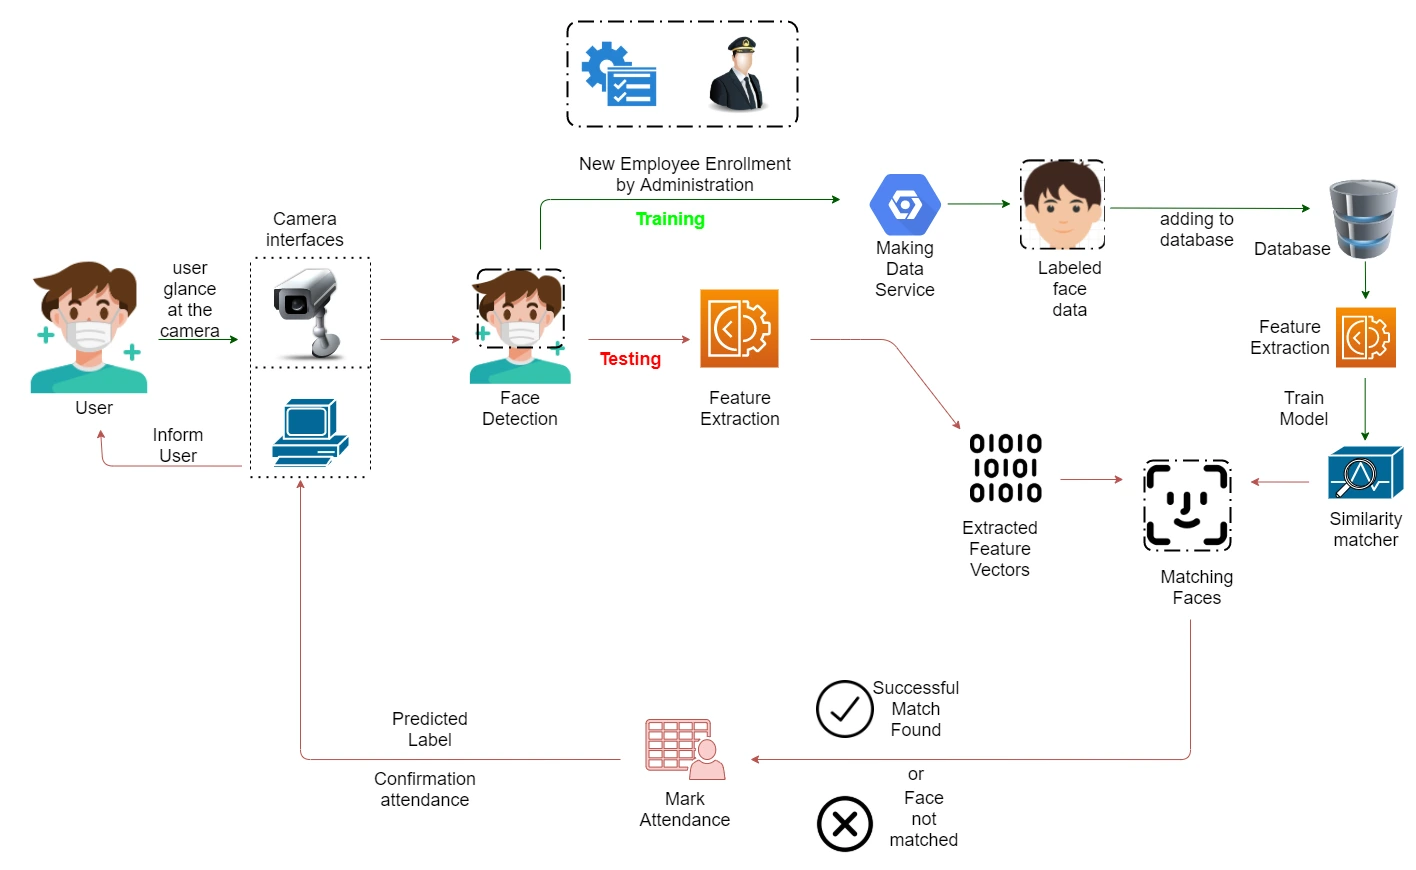 New Employee Enrollment
by Administration
Training
Camera
interfaces
user
glance
at the
camera
User
Inform
User
Face
Detection
Testing
Feature
Extraction
Making
Data
Service
Labeled
face
data
adding to
database
Database
Feature
Extraction
Train
Model
Similarity
matcher
01010
10101
01010
Extracted
Feature
Vectors
Matching
Faces
Successful
Match
Found
or
Face
not
matched
Mark
Attendance
Predicted
Label
Confirmation
attendance